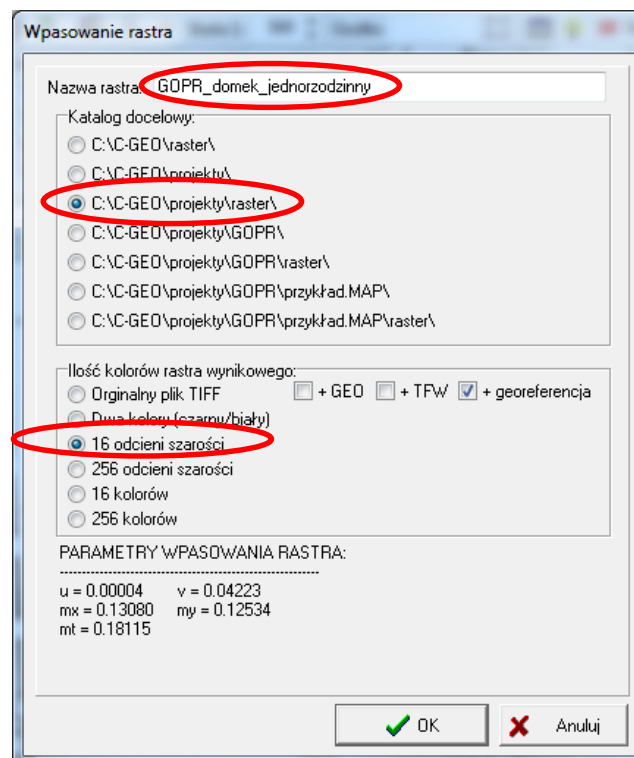 Wpasowanie rastra
Nazwa rastra: GOPR_domek_jednorzodzinny
Katalog docelowy:
C:\C-GEO\raster\
C:\C-GEO\projekty\
C:\C-GEO\projekty\raster\
C:\C-GEO\projekty\GOPR\
C:\C-GEO\projekty\GOPR\raster\
C:\C-GEO\projekty\GOPR\przykład.MAP\
C:\C-GEO\projekty\GOPR\przykład.MAP\raster\
Ilość kolorów rastra wynikowego:
Orginalny plik TIFF + GEO + TFW + georeferencja
Dwa kolory (czarny/biały)
16 odcieni szarości
256 odcieni szarości
16 kolorów
256 kolorów
PARAMETRY WPASOWANIA RASTRA:
------------------------------------------------------------
u = 0.00004 v = 0.04223
mx = 0.13080 my = 0.12534
mt = 0.18115
OK Anuluj